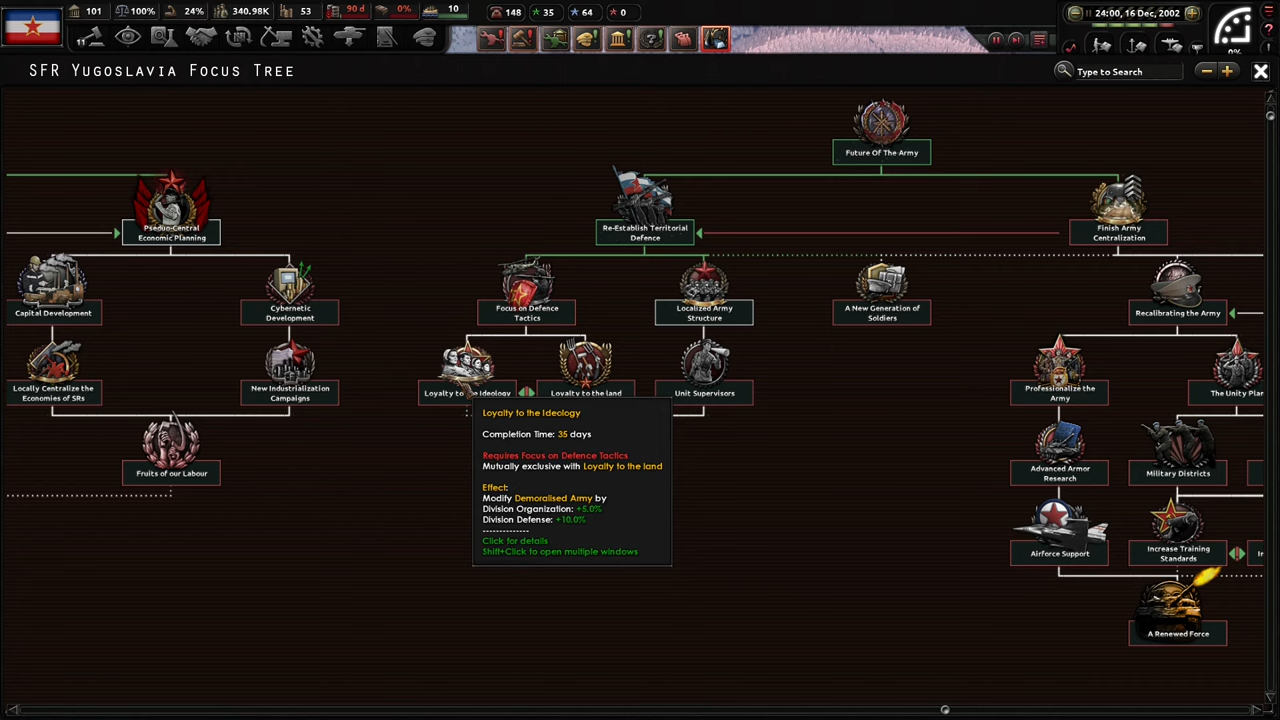 101
100%
24%
340.98K
53
90 d
0%
10
148
35
64
0
24:00, 16 Dec, 2002
11
0%
SFR Yugoslavia Focus Tree
Type to Search
Future Of The Army
Pseduo-Central
Economic Planning
Re-Establish Territorial
Defence
Finish Army
Centralization
Capital Development
Cybernetic
Development
Focus on Defence
Tactics
Localized Army
Structure
A New Generation of
Soldiers
Recalibrating the Army
Locally Centralize the
Economies of SRs
New Industrialization
Campaigns
Loyalty to the Ideology
Loyalty to the land
Unit Supervisors
Professionalize the
Army
The Unity Plan
Fruits of our Labour
Advanced Armor
Research
Military Districts
Airforce Support
Increase Training
Standards
A Renewed Force
Loyalty to the Ideology
Completion Time: 35 days
Requires Focus on Defence Tactics
Mutually exclusive with Loyalty to the land
Effect:
Modify Demoralised Army by
Division Organization: +5.0%
Division Defense: +10.0%
--------------
Click for details
Shift+Click to open multiple windows